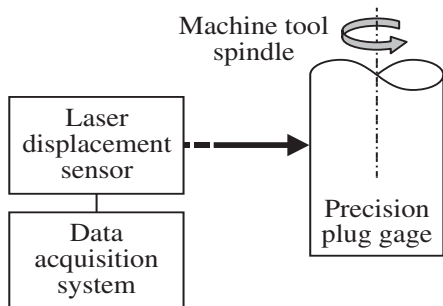 Machine tool
spindle
Laser
displacement
sensor
Precision
plug gage
Data
acquisition
system